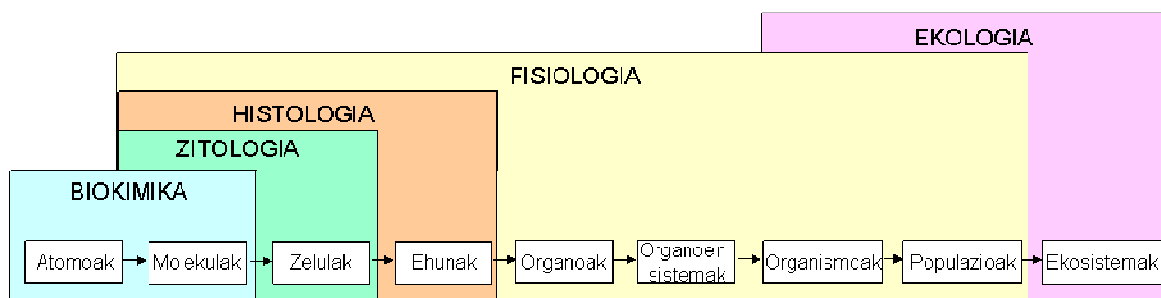 EKOLOGIA
FISIOLOGIA
HISTOLOGIA
ZITOLOGIA
BIOKIMIKA
Atomoak
Molekulak
Zelulak
Ehunak
Organoak
Organoen
sistemak
Organismoak
Populazioak
Ekosistemak